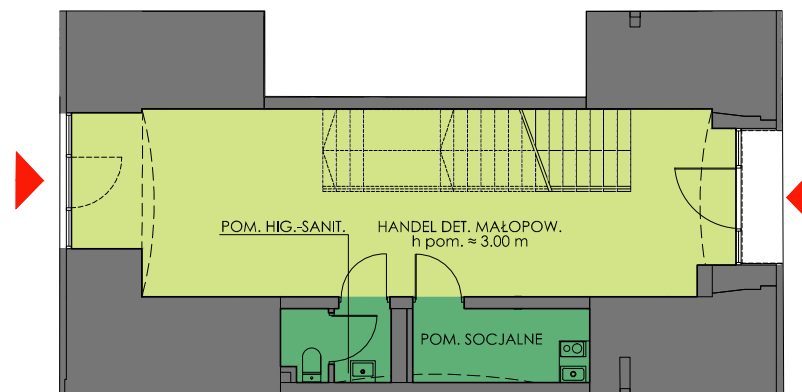 POM. HIG.-SANIT.
HANDEL DET. MAŁOPOW.
h pom. ≈ 3.00 m
POM. SOCJALNE